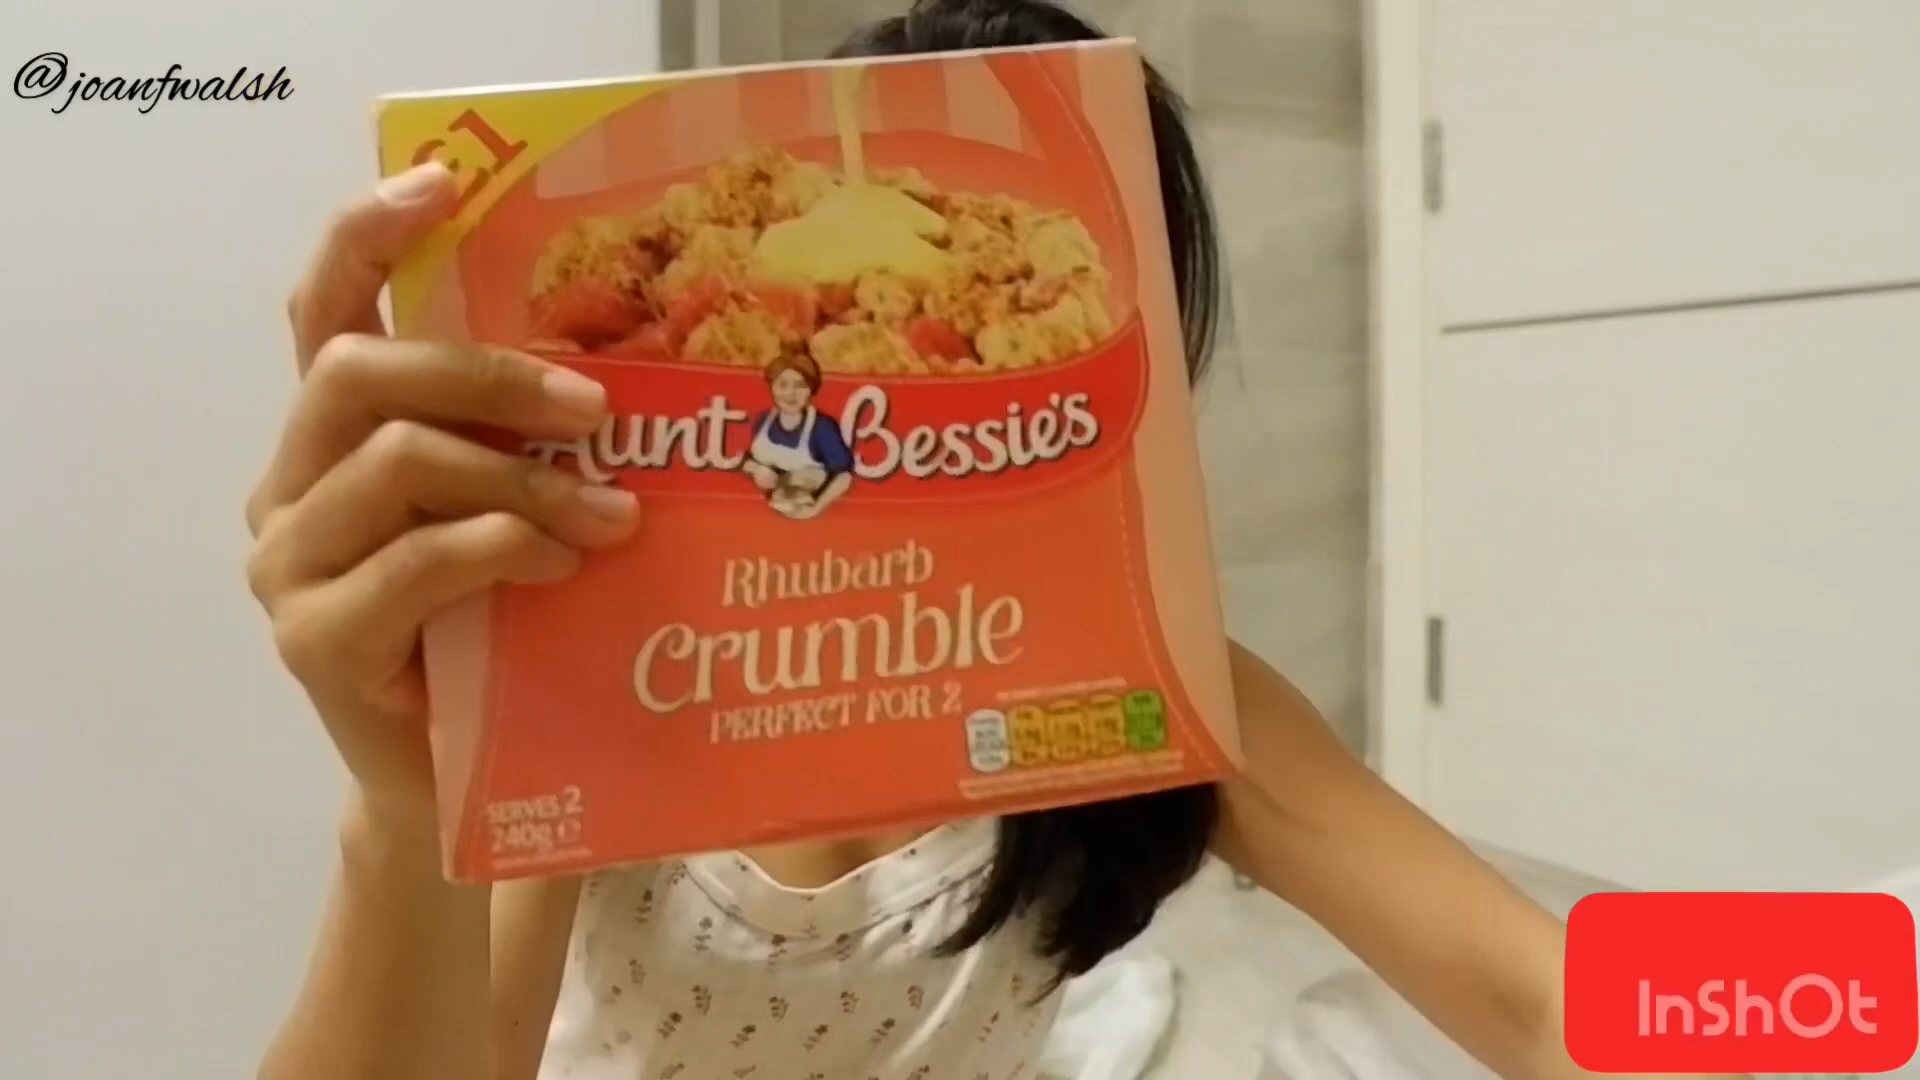 @joanfwalsh
£1
Aunt Bessie's
Rhubarb
Crumble
PERFECT FOR 2
SERVES 2
240g e
InShOt